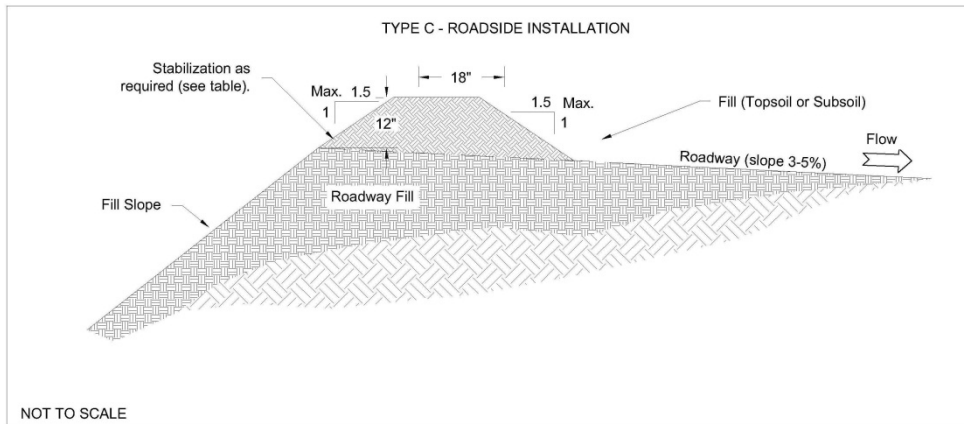 TYPE C - ROADSIDE INSTALLATION
Stabilization as
required (see table).
Max. 1.5
1
18"
12"
1.5 Max.
1
Fill (Topsoil or Subsoil)
Flow
Roadway (slope 3-5%)
Roadway Fill
Fill Slope
NOT TO SCALE